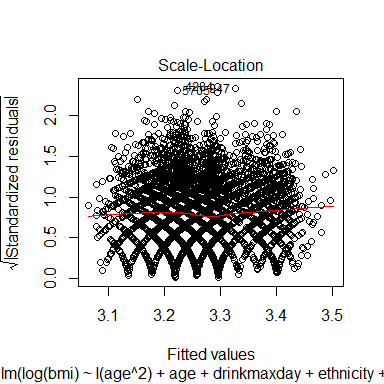 Scale-Location
√|Standardized residuals|
2.0
1.5
1.0
0.5
0.0
3.1 3.2 3.3 3.4 3.5
Fitted values
lm(log(bmi) ~ I(age^2) + age + drinkmaxday + ethnicity +